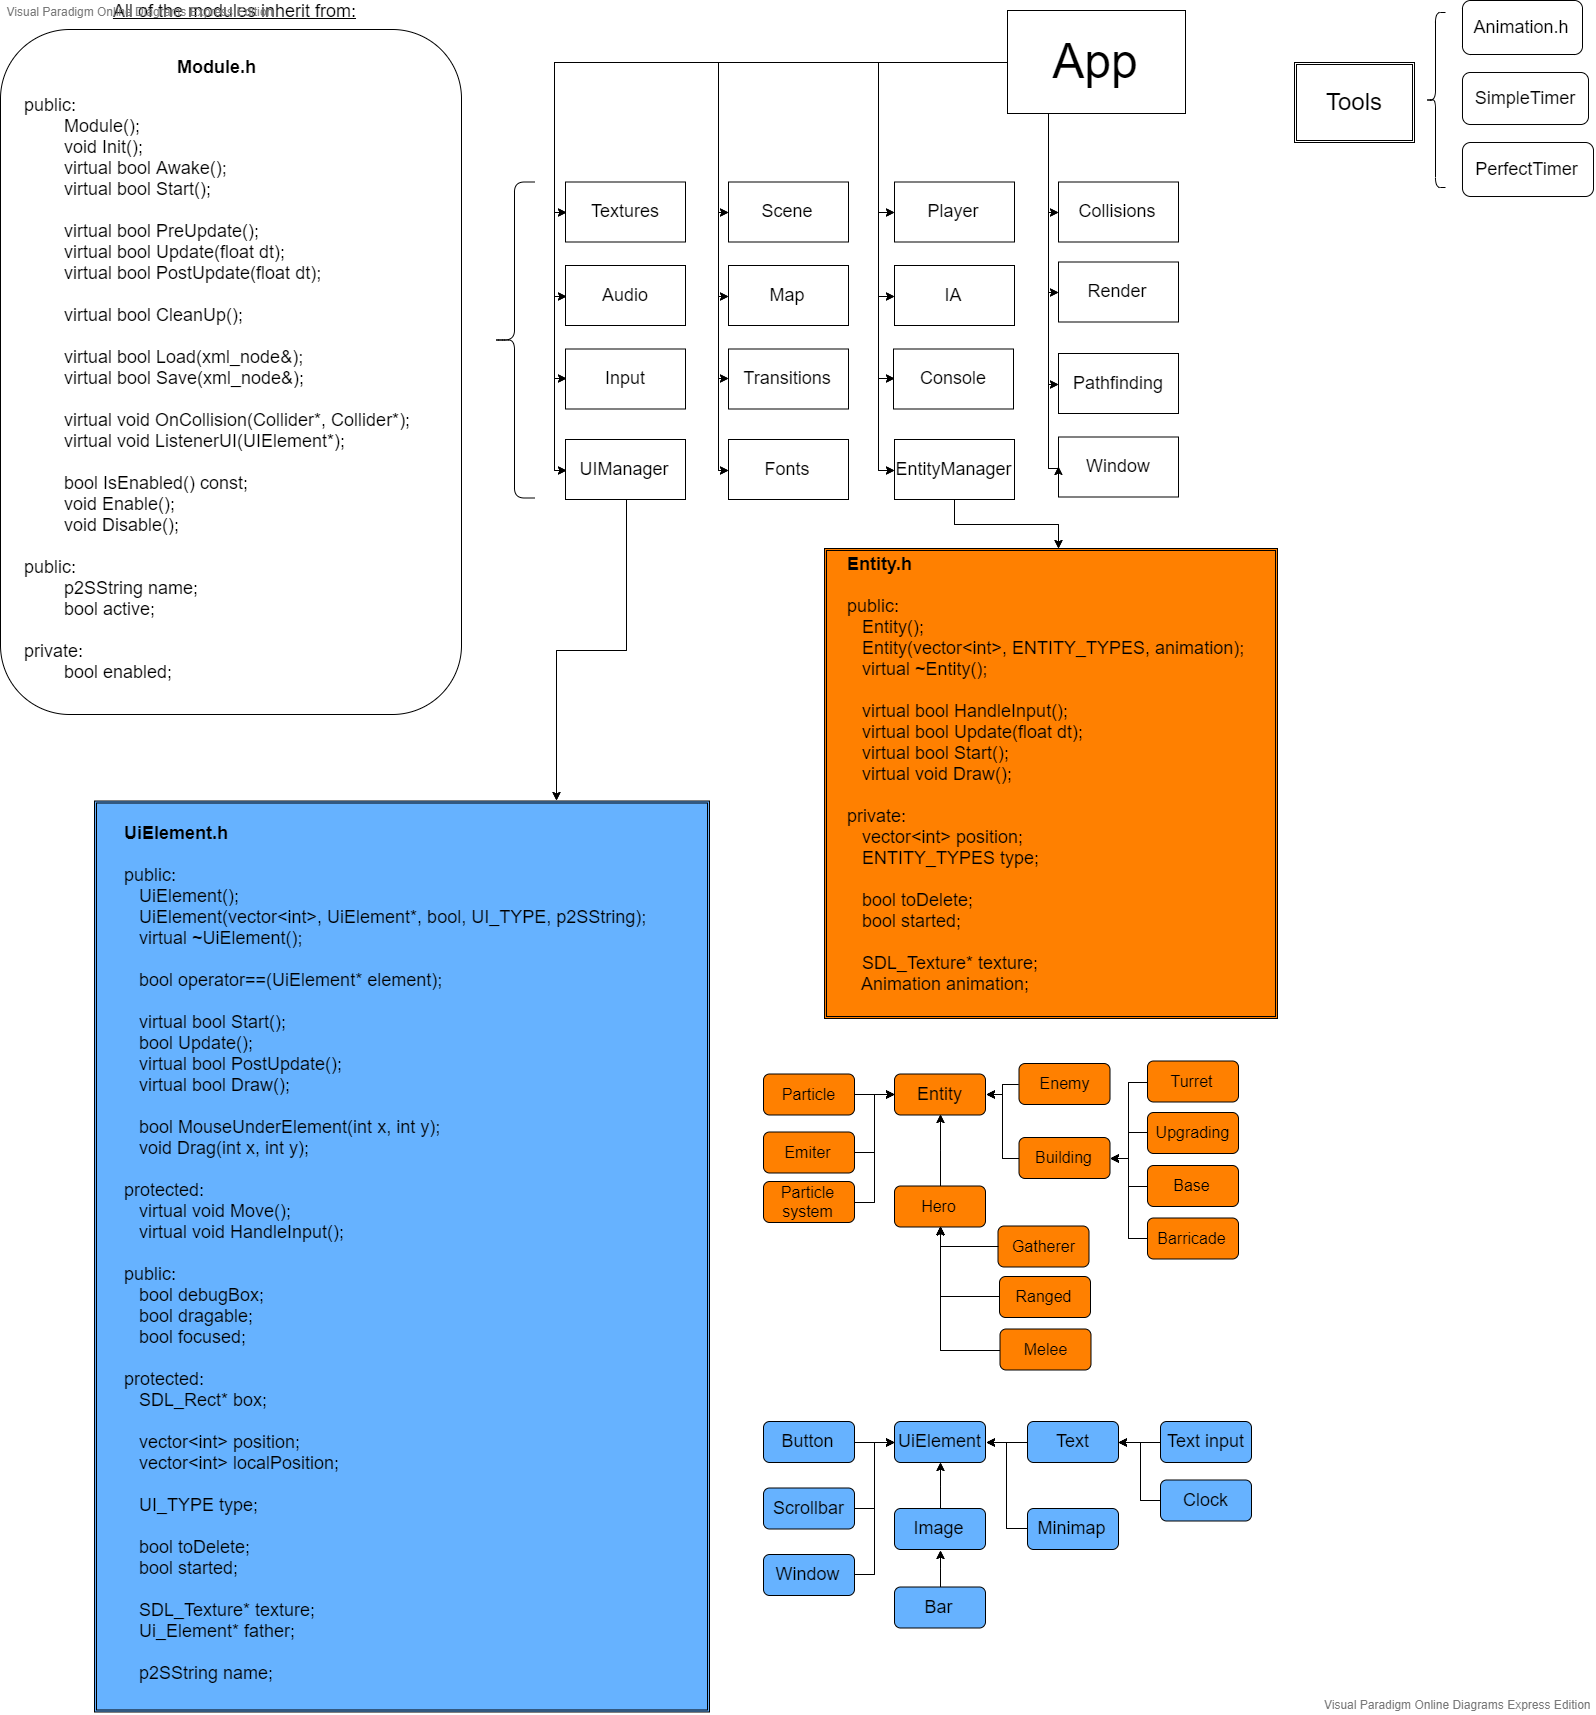 Visual Paradigm Online Diagrams Express Edition
All of the modules inherit from:
Module.h
public:
Module();
void Init();
virtual bool Awake();
virtual bool Start();
virtual bool PreUpdate();
virtual bool Update(float dt);
virtual bool PostUpdate(float dt);
virtual bool CleanUp();
virtual bool Load(xml_node&);
virtual bool Save(xml_node&);
virtual void OnCollision(Collider*, Collider*);
virtual void ListenerUI(UIElement*);
bool IsEnabled() const;
void Enable();
void Disable();
public:
p2SString name;
bool active;
private:
bool enabled;
App
Tools
Animation.h
SimpleTimer
PerfectTimer
Textures
Scene
Player
Collisions
Audio
Map
IA
Render
Input
Transitions
Console
Pathfinding
UIManager
Fonts
EntityManager
Window
Entity.h
public:
Entity();
Entity(vector<int>, ENTITY_TYPES, animation);
virtual ~Entity();
virtual bool HandleInput();
virtual bool Update(float dt);
virtual bool Start();
virtual void Draw();
private:
vector<int> position;
ENTITY_TYPES type;
bool toDelete;
bool started;
SDL_Texture* texture;
Animation animation;
UiElement.h
public:
UiElement();
UiElement(vector<int>, UiElement*, bool, UI_TYPE, p2SString);
virtual ~UiElement();
bool operator==(UiElement* element);
virtual bool Start();
bool Update();
virtual bool PostUpdate();
virtual bool Draw();
bool MouseUnderElement(int x, int y);
void Drag(int x, int y);
protected:
virtual void Move();
virtual void HandleInput();
public:
bool debugBox;
bool dragable;
bool focused;
protected:
SDL_Rect* box;
vector<int> position;
vector<int> localPosition;
UI_TYPE type;
bool toDelete;
bool started;
SDL_Texture* texture;
Ui_Element* father;
p2SString name;
Particle
Entity
Enemy
Turret
Emiter
Building
Upgrading
Particle
system
Hero
Base
Gatherer
Barricade
Ranged
Melee
Button
UiElement
Text
Text input
Scrollbar
Image
Minimap
Clock
Window
Bar
Visual Paradigm Online Diagrams Express Edition